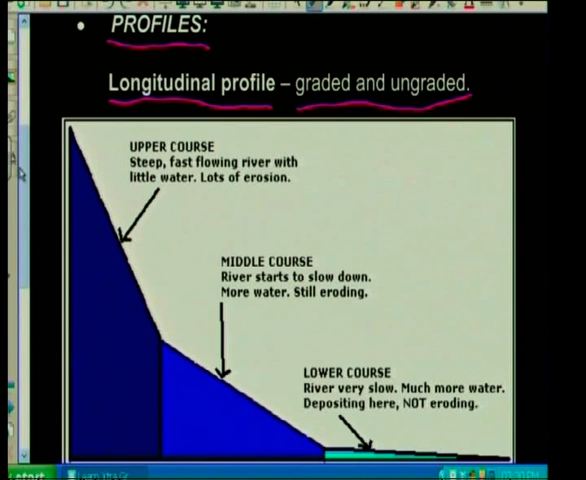 • PROFILES:
Longitudinal profile – graded and ungraded.
UPPER COURSE
Steep, fast flowing river with
little water. Lots of erosion.
MIDDLE COURSE
River starts to slow down.
More water. Still eroding.
LOWER COURSE
River very slow. Much more water.
Depositing here, NOT eroding.
start